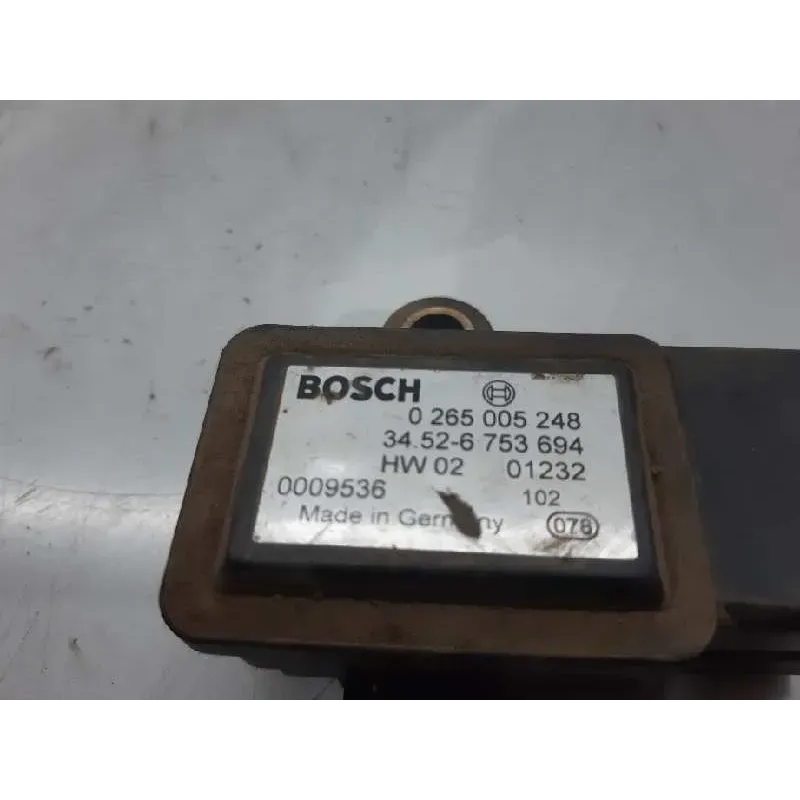 BOSCH
0 265 005 248
34.52-6 753 694
HW 02 01232
0009536 102
Made in Germany 078